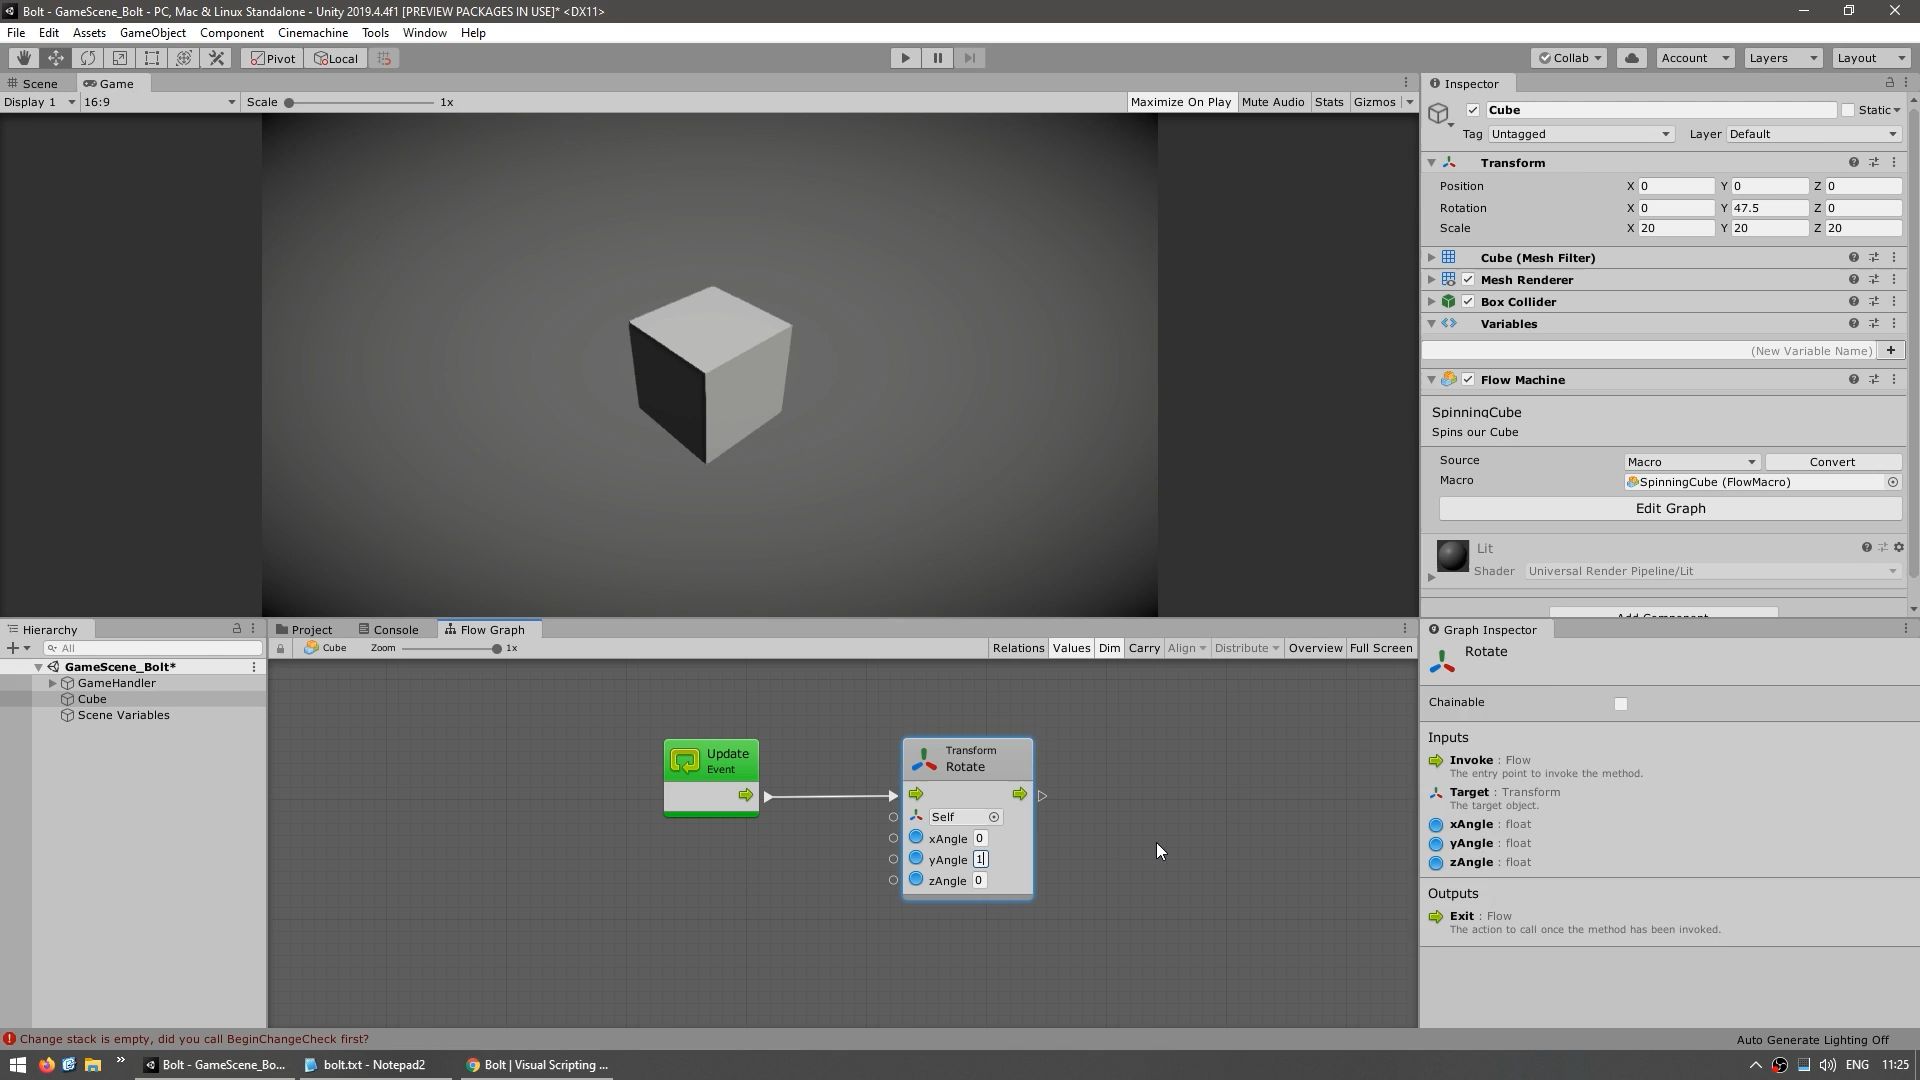 Bolt - GameScene_Bolt - PC, Mac & Linux Standalone - Unity 2019.4.4f1 [PREVIEW PACKAGES IN USE]* <DX11>
File Edit Assets GameObject Component Cinemachine Tools Window Help
Pivot Local Collab Account Layers Layout
Scene Game
Display 1 16:9 Scale 1x Maximize On Play Mute Audio Stats Gizmos
Inspector
Cube Static
Tag Untagged Layer Default
Transform
Position X 0 Y 0 Z 0
Rotation X 0 Y 47.5 Z 0
Scale X 20 Y 20 Z 20
Cube (Mesh Filter)
Mesh Renderer
Box Collider
Variables
(New Variable Name) +
Flow Machine
SpinningCube
Spins our Cube
Source Macro Convert
Macro SpinningCube (FlowMacro)
Edit Graph
Lit
Shader Universal Render Pipeline/Lit
Add Component
Hierarchy
All
GameScene_Bolt*
GameHandler
Cube
Scene Variables
Project Console Flow Graph
Cube Zoom 1x Relations Values Dim Carry Align Distribute Overview Full Screen
Update
Event
Transform
Rotate
Self
xAngle 0
yAngle 1
zAngle 0
Graph Inspector
Rotate
Chainable
Inputs
Invoke : Flow
The entry point to invoke the method.
Target : Transform
The target object.
xAngle : float
yAngle : float
zAngle : float
Outputs
Exit : Flow
The action to call once the method has been invoked.
Change stack is empty, did you call BeginChangeCheck first?
Auto Generate Lighting Off
Bolt - GameScene_Bo... bolt.txt - Notepad2 Bolt | Visual Scripting ... ENG 11:25